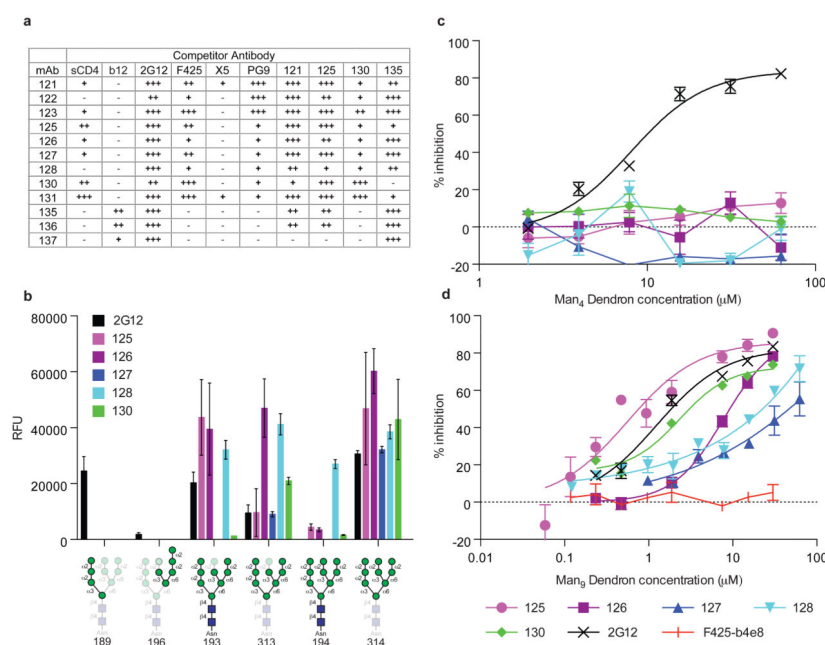 a
Competitor Antibody
mAb sCD4 b12 2G12 F425 X5 PG9 121 125 130 135
121 + - +++ ++ + +++ +++ +++ + ++
122 - - ++ + - +++ +++ +++ + +++
123 + - +++ +++ - +++ +++ +++ ++ +++
125 ++ - +++ ++ - + +++ +++ + +
126 + - +++ ++ - + +++ ++ + +++
127 + - +++ ++ - + +++ +++ + +++
128 - - +++ + - + ++ + + ++
130 ++ - ++ +++ - + + +++ +++ -
131 +++ - +++ +++ + + +++ +++ +++ +
135 - ++ +++ - - - ++ ++ - +++
136 - ++ +++ - - - ++ ++ - +++
137 - + +++ - - - - - - +++
b
80000
60000
40000
20000
0
RFU
2G12
125
126
127
128
130
α2
α3
α6
β4
Asn
189 196 193 313 194 314
c
100
80
60
40
20
0
-20
% inhibition
1 10 100
Man4 Dendron concentration (μM)
d
100
80
60
40
20
0
-20
% inhibition
0.01 0.1 1 10 100
Man9 Dendron concentration (μM)
125 126 127 128
130 2G12 F425-b4e8